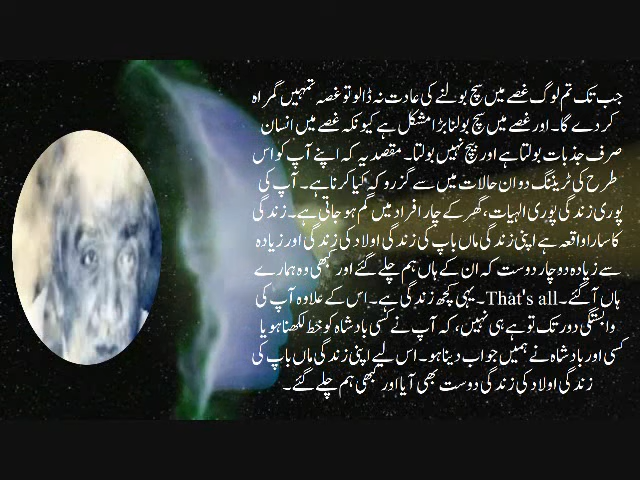 جب تک تم لوگ غصے میں سچ بولنے کی عادت نہ ڈالو تو غصہ تمہیں گمراہ
کر دے گا۔ اور غصے میں سچ بولنا بڑا مشکل ہے کیونکہ غصے میں انسان
صرف جذبات بولتا ہے اور سچ نہیں بولتا۔ مقصد یہ کہ اپنے آپ کو اس
طرح کی ٹریننگ دو ان حالات میں سے گزرو کہ کیا کرنا ہے۔ آپ کی
پوری زندگی پوری الہیات، گھر کے چار افراد میں گم ہو جاتی ہے۔ زندگی
کا سارا واقعہ ہے اپنی زندگی ماں باپ کی زندگی اولاد کی زندگی اور زیادہ
سے زیادہ دو چار دوست کہ ان کے ہاں ہم چلے گئے اور کبھی وہ ہمارے
ہاں آ گئے۔ That's all۔ یہی کچھ زندگی ہے۔ اس کے علاوہ آپ کی
وابستگی دور تک تو ہے ہی نہیں، کہ آپ نے کسی بادشاہ کو خط لکھنا ہو یا
کسی اور بادشاہ نے ہمیں جواب دینا ہو۔ اس لیے اپنی زندگی ماں باپ کی
زندگی اولاد کی زندگی دوست بھی آیا اور کبھی ہم چلے گئے۔